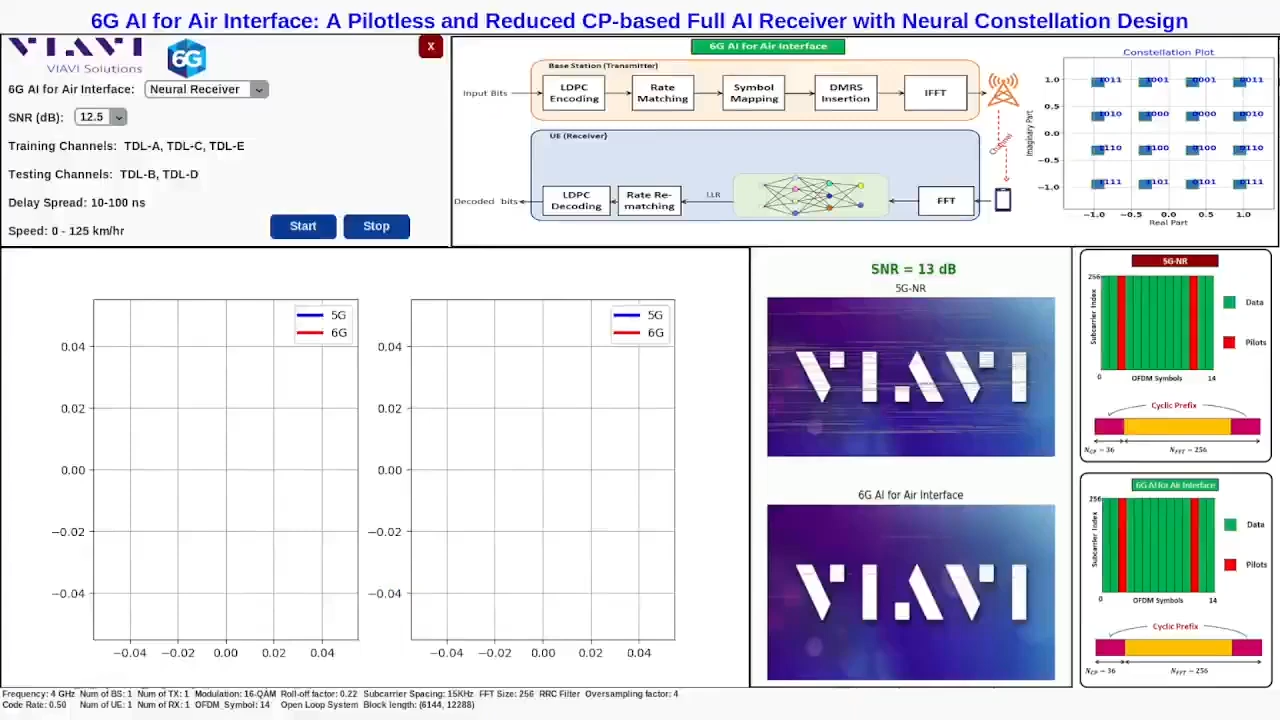 6G AI for Air Interface: A Pilotless and Reduced CP-based Full AI Receiver with Neural Constellation Design
VIAVI
VIAVI Solutions
6G
X
6G AI for Air Interface: Neural Receiver
SNR (dB): 12.5
Training Channels: TDL-A, TDL-C, TDL-E
Testing Channels: TDL-B, TDL-D
Delay Spread: 10-100 ns
Speed: 0 - 125 km/hr
Start Stop
6G AI for Air Interface
Base Station (Transmitter)
Input Bits
LDPC Encoding
Rate Matching
Symbol Mapping
DMRS Insertion
IFFT
Channel
UE (Receiver)
Decoded bits
LDPC Decoding
Rate Re-matching
LLR
FFT
Constellation Plot
Imaginary Part
1.0
0.5
0.0
−0.5
−1.0
1011 1001 0001 0011
1010 1000 0000 0010
1110 1100 0100 0110
1111 1101 0101 0111
−1.0 −0.5 0.0 0.5 1.0
Real Part
5G
6G
0.04
0.02
0.00
−0.02
−0.04
−0.04 −0.02 0.00 0.02 0.04
5G
6G
0.04
0.02
0.00
−0.02
−0.04
−0.04 −0.02 0.00 0.02 0.04
SNR = 13 dB
5G-NR
VIAVI
6G AI for Air Interface
VIAVI
5G-NR
256
Subcarrier Index
Data
Pilots
0 OFDM Symbols 14
Cyclic Prefix
N_CP = 36 N_FFT = 256
6G AI for Air Interface
256
Subcarrier Index
Data
Pilots
0 OFDM Symbols 14
Cyclic Prefix
N_CP = 36 N_FFT = 256
Frequency: 4 GHz Num of BS: 1 Num of TX: 1 Modulation: 16-QAM Roll-off factor: 0.22 Subcarrier Spacing: 15KHz FFT Size: 256 RRC Filter Oversampling factor: 4
Code Rate: 0.50 Num of UE: 1 Num of RX: 1 OFDM_Symbol: 14 Open Loop System Block length: (6144, 12288)